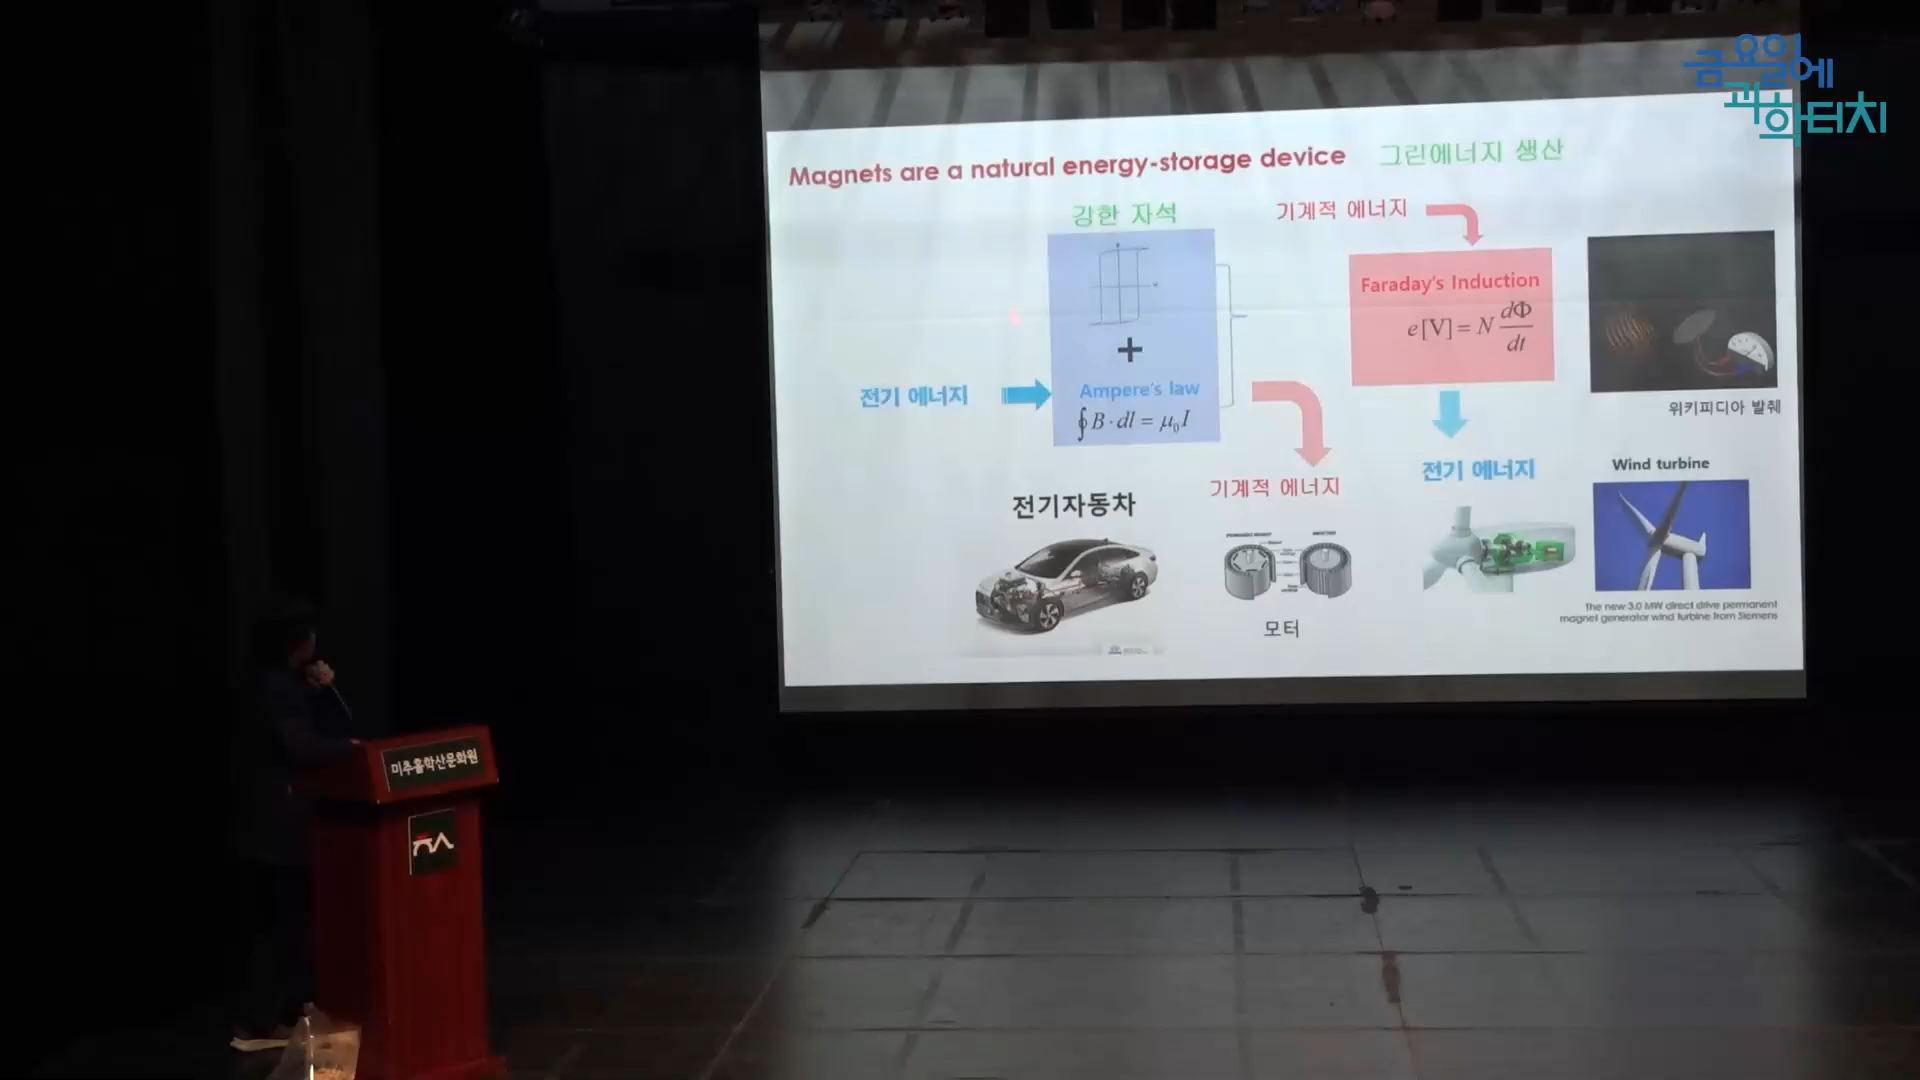 금요일에
과학터치
Magnets are a natural energy-storage device
그린에너지 생산
강한 자석
기계적 에너지
Faraday's Induction
e[V] = N dΦ/dt
+
전기 에너지
Ampere's law
∮B·dl = μ₀I
위키피디아 발췌
기계적 에너지
전기 에너지
Wind turbine
전기자동차
모터
The new 3.0 MW direct drive permanent
magnet generator wind turbine from Siemens
미추홀학산문화원